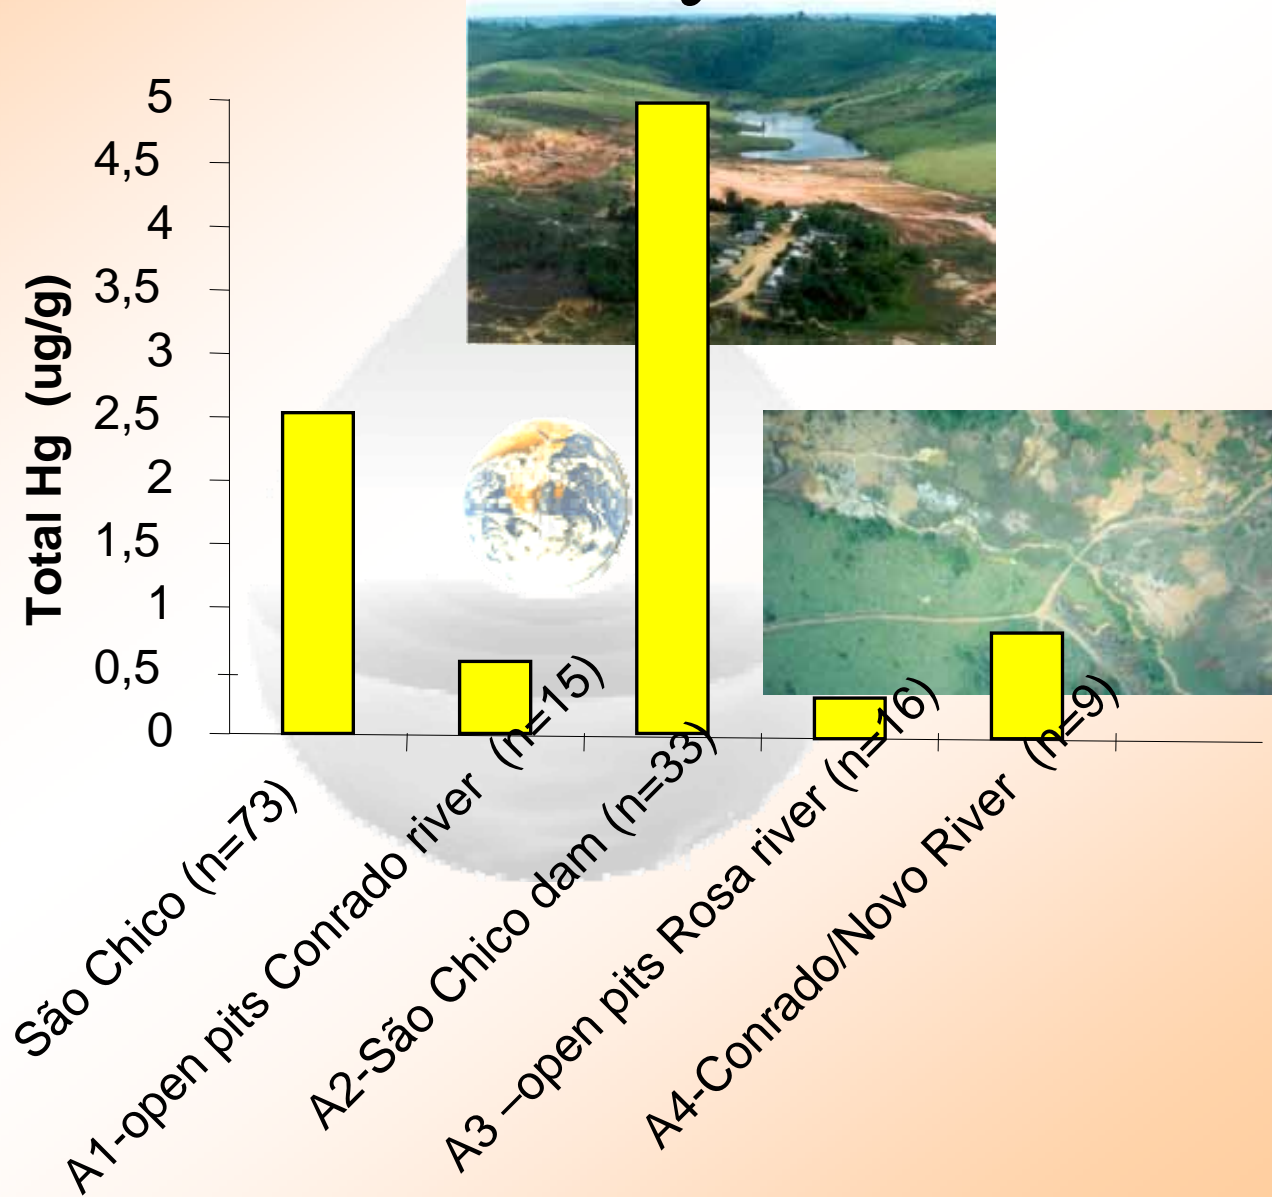 5
4,5
4
3,5
3
2,5
2
1,5
1
0,5
0
Total Hg (ug/g)
São Chico (n=73)
A1-open pits Conrado river (n=15)
A2-São Chico dam (n=33)
A3 –open pits Rosa river (n=16)
A4-Conrado/Novo River (n=9)